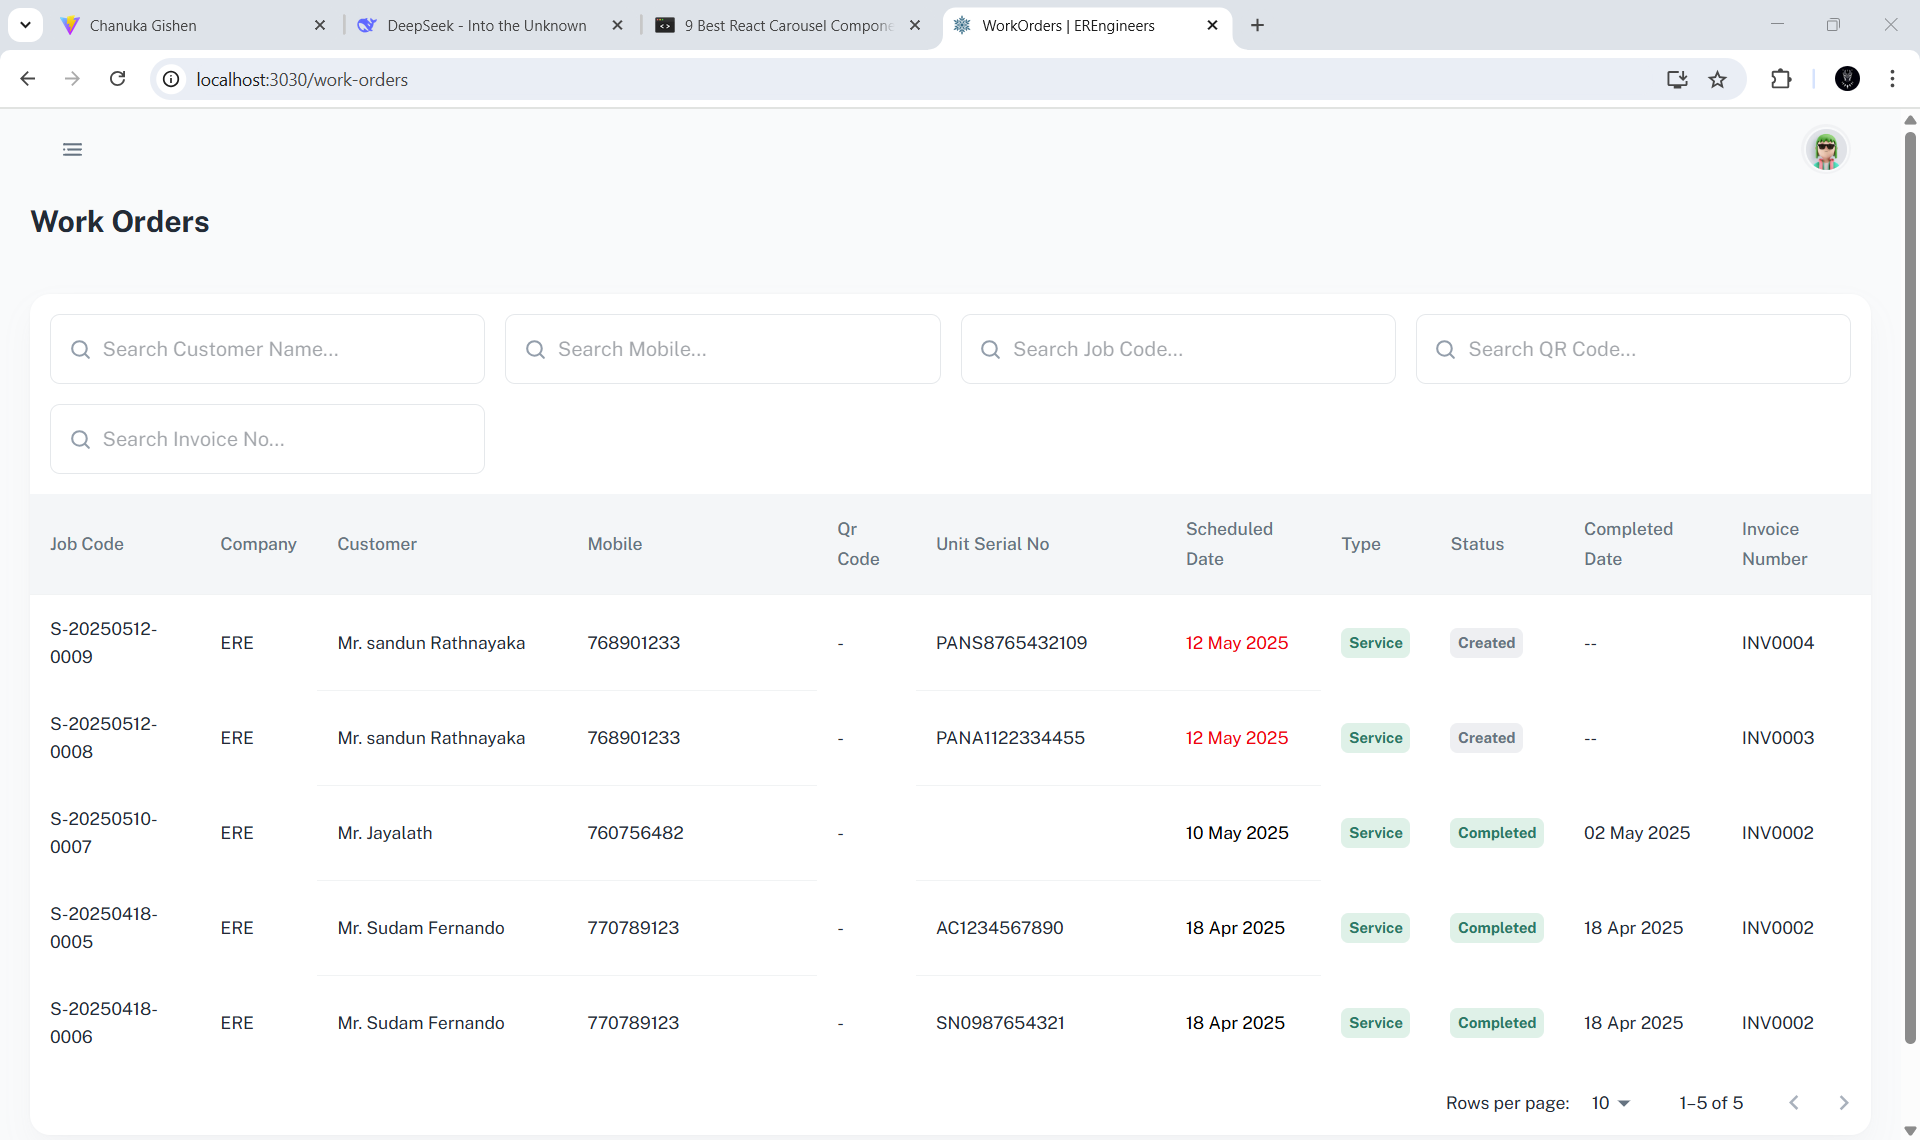 Chanuka Gishen
DeepSeek - Into the Unknown
9 Best React Carousel Compone
WorkOrders | EREngineers
localhost:3030/work-orders
Work Orders
Search Customer Name...
Search Mobile...
Search Job Code...
Search QR Code...
Search Invoice No...
Job Code
Company
Customer
Mobile
Qr
Code
Unit Serial No
Scheduled
Date
Type
Status
Completed
Date
Invoice
Number
S-20250512-
0009
ERE
Mr. sandun Rathnayaka
768901233
-
PANS8765432109
12 May 2025
Service
Created
--
INV0004
S-20250512-
0008
ERE
Mr. sandun Rathnayaka
768901233
-
PANA1122334455
12 May 2025
Service
Created
--
INV0003
S-20250510-
0007
ERE
Mr. Jayalath
760756482
-
10 May 2025
Service
Completed
02 May 2025
INV0002
S-20250418-
0005
ERE
Mr. Sudam Fernando
770789123
-
AC1234567890
18 Apr 2025
Service
Completed
18 Apr 2025
INV0002
S-20250418-
0006
ERE
Mr. Sudam Fernando
770789123
-
SN0987654321
18 Apr 2025
Service
Completed
18 Apr 2025
INV0002
Rows per page:
10
1–5 of 5